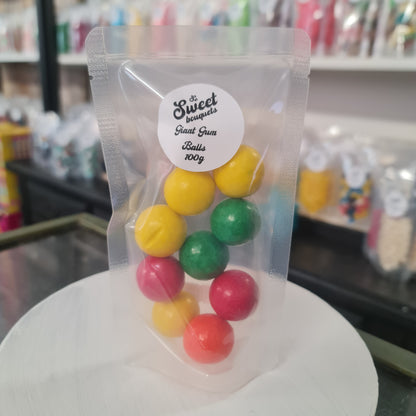 Sweet
bouquets
Giant Gum
Balls
100g